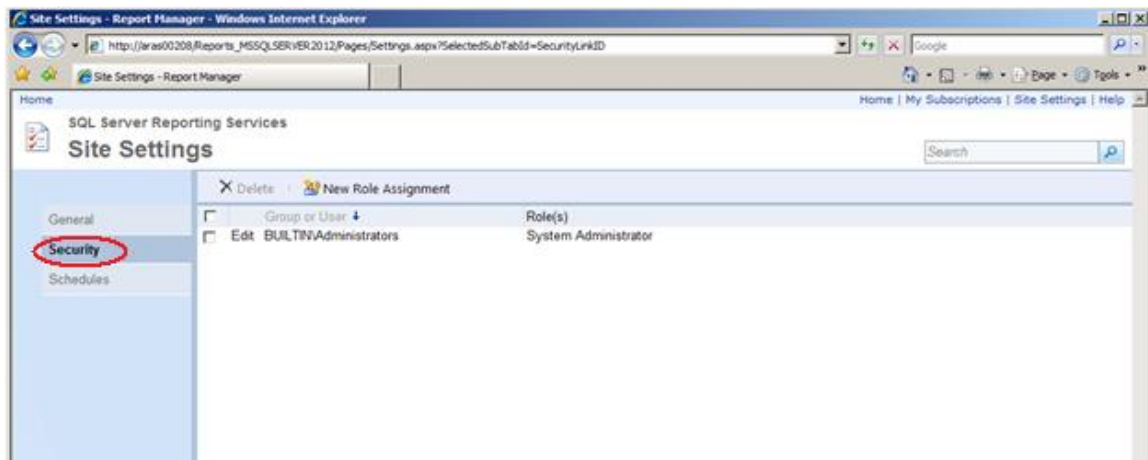 Site Settings - Report Manager - Windows Internet Explorer
http://aras00208/Reports_MSSQLSERVER2012/Pages/Settings.aspx?SelectedSubTabId=SecurityLinkID
Google
Site Settings - Report Manager
Page
Tools
Home
Home | My Subscriptions | Site Settings | Help
SQL Server Reporting Services
Site Settings
Search
Delete
New Role Assignment
General
Security
Schedules
Group or User
Role(s)
Edit BUILTIN\Administrators
System Administrator